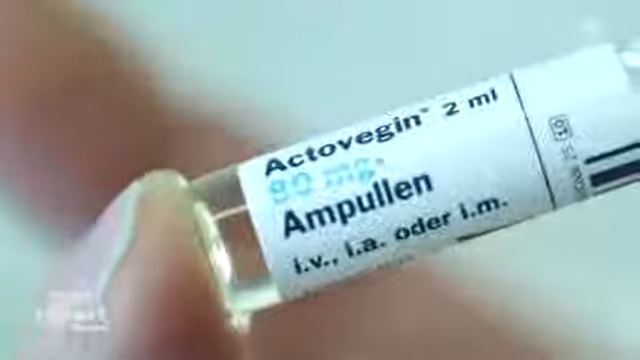 Actovegin® 2 ml
80 mg.
Ampullen
i.v., i.a. oder i.m.